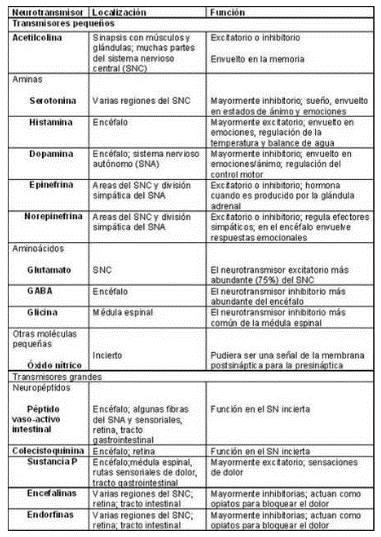 Neurotransmisor Localización Función
Transmisores pequeños
Acetilcolina Sinapsis con músculos y Excitatorio o inhibitorio
glándulas; muchas partes
del sistema nervioso Envuelto en la memoria
central (SNC)
Aminas
Serotonina Varias regiones del SNC Mayormente inhibitorio; sueño, envuelto
en estados de ánimo y emociones
Histamina Encéfalo Mayormente excitatorio; envuelto en
emociones, regulación de la
temperatura y balance de agua
Dopamina Encéfalo; sistema nervioso Mayormente inhibitorio; envuelto en
autónomo (SNA) emociones/ánimo; regulación del
control motor
Epinefrina Areas del SNC y división Excitatorio o inhibitorio; hormona
simpática del SNA cuando es producido por la glándula
adrenal
Norepinefrina Areas del SNC y división Excitatorio o inhibitorio; regula efectores
simpática del SNA simpáticos; en el encéfalo envuelve
respuestas emocionales
Aminoácidos
Glutamato SNC El neurotransmisor excitatorio más
abundante (75%) del SNC
GABA Encéfalo El neurotransmisor inhibitorio más
abundante del encéfalo
Glicina Médula espinal El neurotransmisor inhibitorio más
común de la médula espinal
Otras moléculas
pequeñas Incierto Pudiera ser una señal de la membrana
Óxido nítrico postsináptica para la presináptica
Transmisores grandes
Neuropéptidos
Péptido Encéfalo; algunas fibras Función en el SN incierta
vaso-activo del SNA y sensoriales,
intestinal retina, tracto
gastrointestinal
Colecistoquinina Encéfalo; retina Función en el SN incierta
Sustancia P Encéfalo;médula espinal, Mayormente excitatorio; sensaciones
rutas sensoriales de dolor, de dolor
tracto gastrointestinal
Encefalinas Varias regiones del SNC; Mayormente inhibitorias; actuan como
retina; tracto intestinal opiatos para bloquear el dolor
Endorfinas Varias regiones del SNC; Mayormente inhibitorias; actuan como
retina; tracto intestinal opiatos para bloquear el dolor